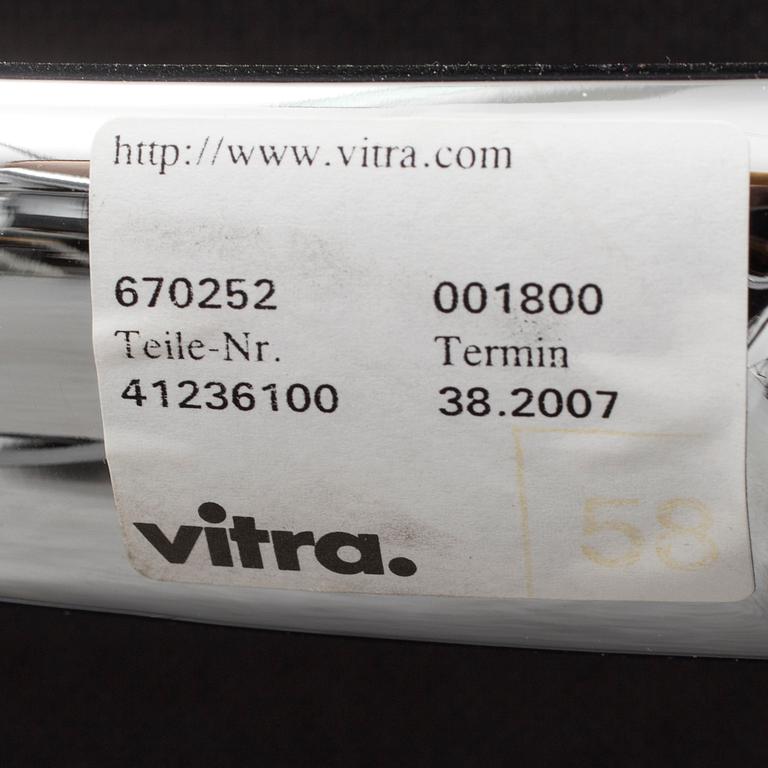 http://www.vitra.com
670252 001800
Teile-Nr. Termin
41236100 38.2007
58
vitra.